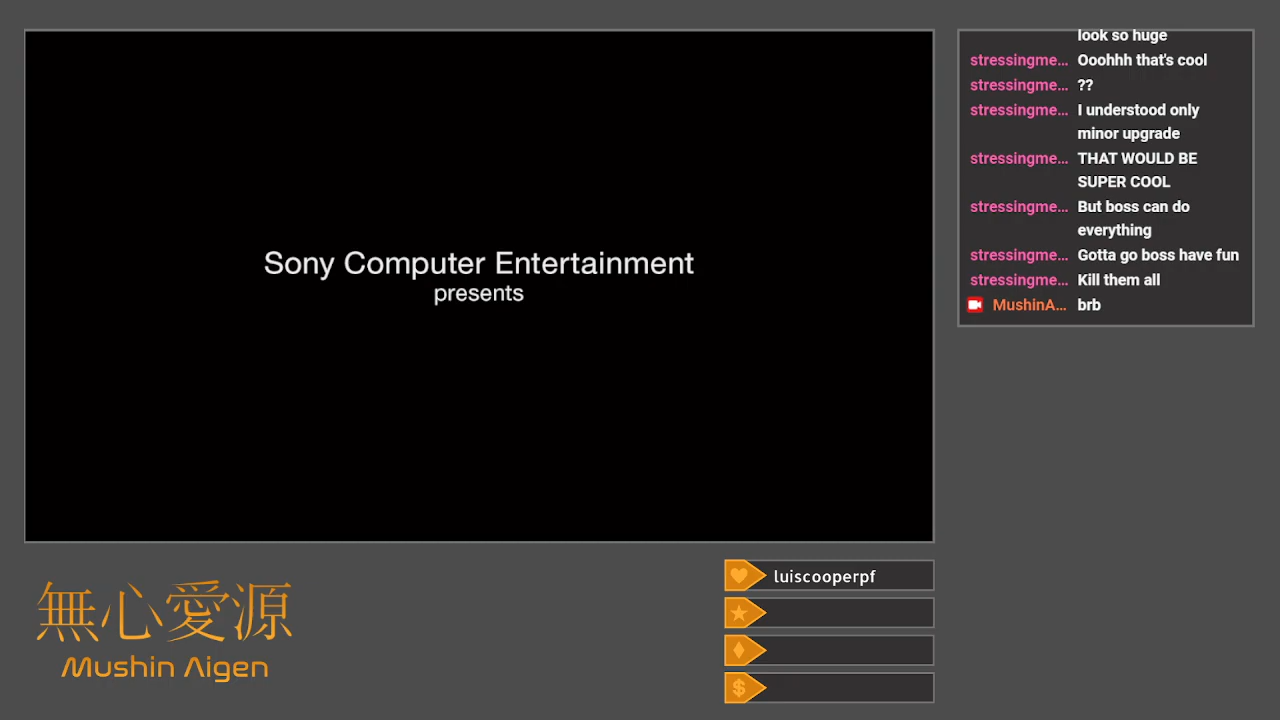 Sony Computer Entertainment
presents
look so huge
stressingme... Ooohhh that's cool
stressingme... ??
stressingme... I understood only
minor upgrade
stressingme... THAT WOULD BE
SUPER COOL
stressingme... But boss can do
everything
stressingme... Gotta go boss have fun
stressingme... Kill them all
MushinA... brb
luiscooperpf
$
無心愛源
Mushin Aigen